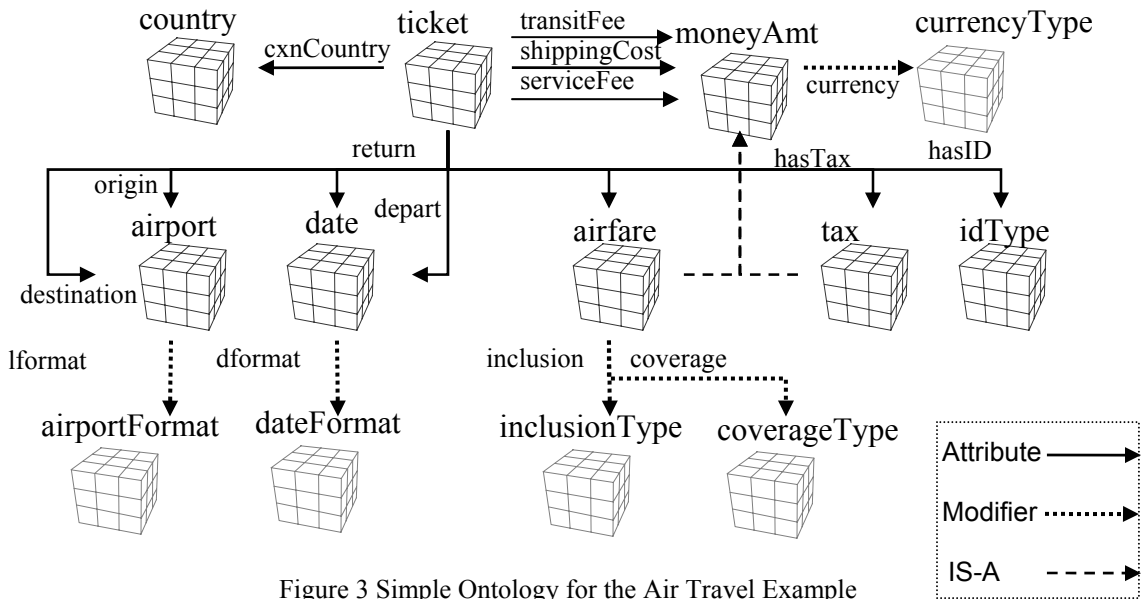 country
ticket
transitFee
moneyAmt
currencyType
cxnCountry
shippingCost
serviceFee
currency
return
hasTax
hasID
origin
depart
airport
date
airfare
tax
idType
destination
lformat
dformat
inclusion
coverage
airportFormat
dateFormat
inclusionType
coverageType
Attribute
Modifier
IS-A
Figure 3 Simple Ontology for the Air Travel Example